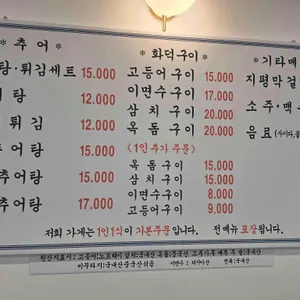 * 추 어 *
탕·튀김세트 15.000
탕 12.000
튀 김 12.000
어 탕 15.000
추어탕 15.000
추어탕 17.000
* 화덕구이 *
고등어구이 15.000
이면수구이 17.000
삼 치 구이 20.000
옥 돔 구이 20.000
<1인 추가 주문>
옥 돔 구이 15.000
삼 치 구이 15.000
이면수구이 8.000
고등어구이 9.000
* 기타메
지평막걸
소 주·맥
음 료
저희 가게는 1인1식이 기본주문입니다. 전 메뉴 포장됩니다.